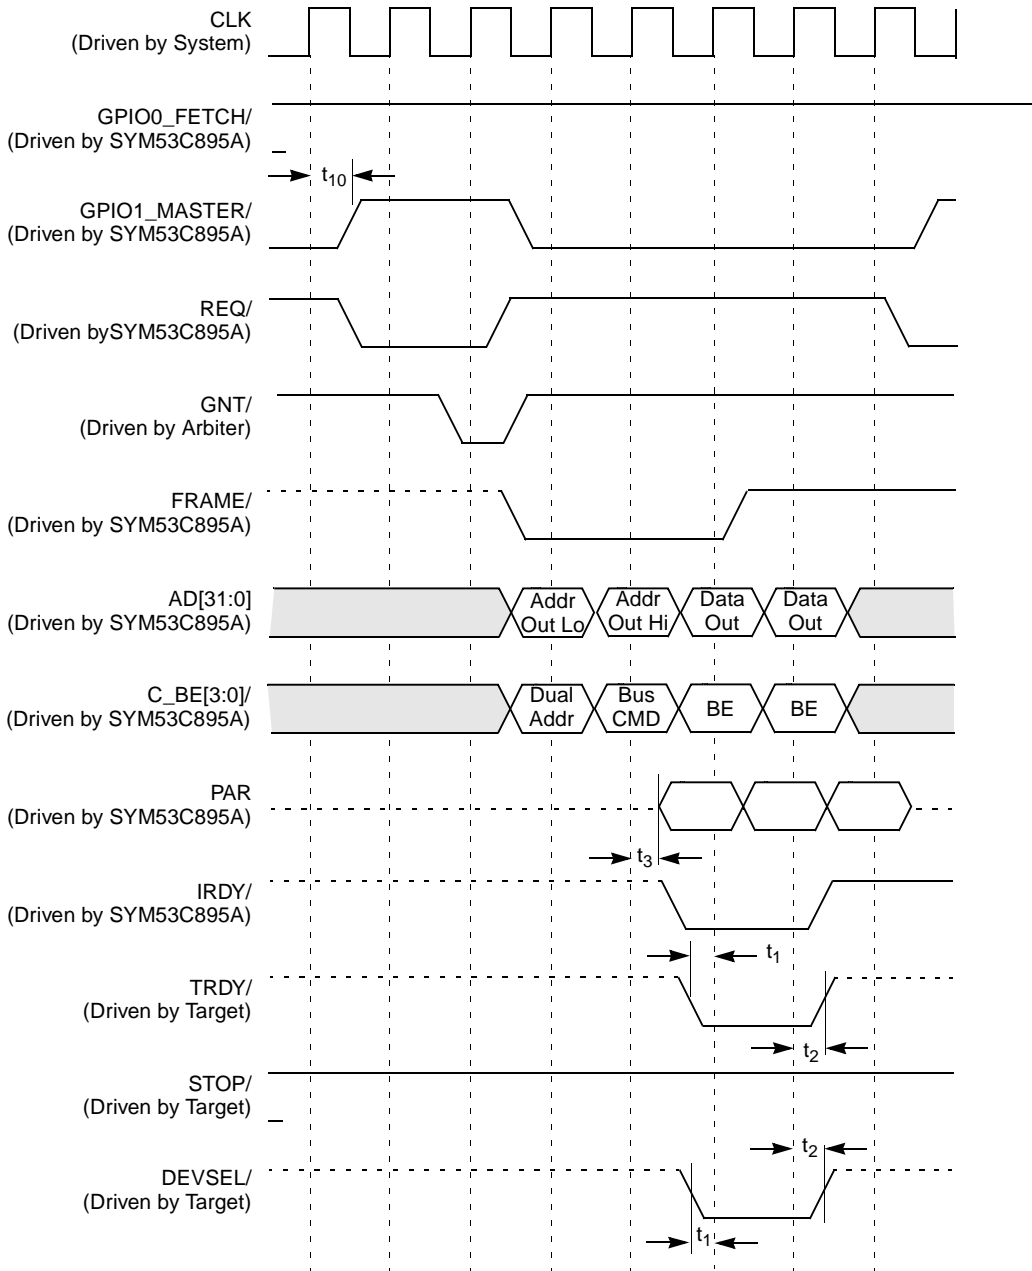 CLK
(Driven by System)
GPIO0_FETCH/
(Driven by SYM53C895A)
t10
GPIO1_MASTER/
(Driven by SYM53C895A)
REQ/
(Driven bySYM53C895A)
GNT/
(Driven by Arbiter)
FRAME/
(Driven by SYM53C895A)
AD[31:0]
(Driven by SYM53C895A)
Addr
Out Lo
Addr
Out Hi
Data
Out
Data
Out
C_BE[3:0]/
(Driven by SYM53C895A)
Dual
Addr
Bus
CMD
BE
BE
PAR
(Driven by SYM53C895A)
t3
IRDY/
(Driven by SYM53C895A)
t1
TRDY/
(Driven by Target)
t2
STOP/
(Driven by Target)
t2
DEVSEL/
(Driven by Target)
t1